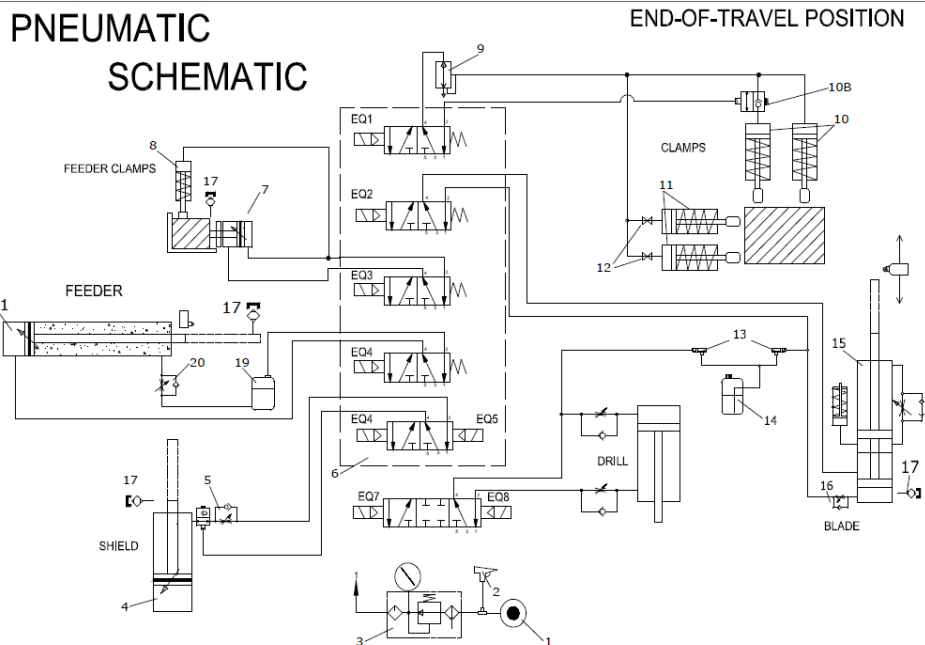 PNEUMATIC
SCHEMATIC
END-OF-TRAVEL POSITION
9
10B
EQ1
10
CLAMPS
8
FEEDER CLAMPS
17
7
EQ2
11
12
EQ3
FEEDER
1
17
13
20
19
EQ4
15
14
EQ4
EQ5
6
17
5
DRILL
17
16
EQ7
EQ8
BLADE
SHIELD
4
2
3
1